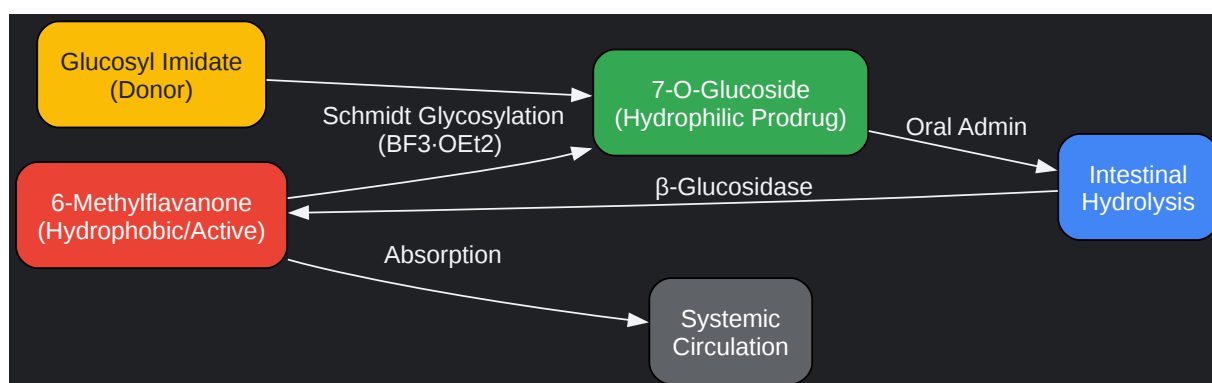 Glucosyl Imidate
(Donor)
Schmidt Glycosylation
(BF3·OEt2)
7-O-Glucoside
(Hydrophilic Prodrug)
Oral Admin
Intestinal
Hydrolysis
β-Glucosidase
6-Methylflavanone
(Hydrophobic/Active)
Absorption
Systemic
Circulation